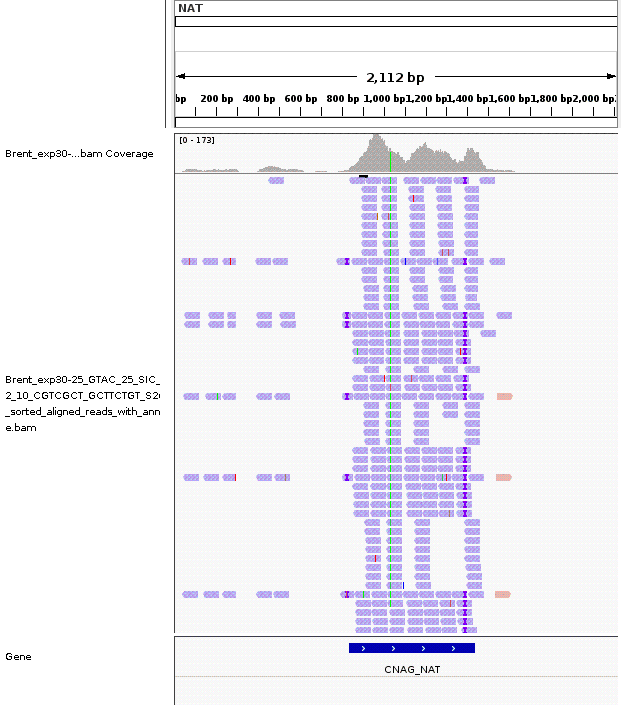 NAT
2,112 bp
bp 200 bp 400 bp 600 bp 800 bp 1,000 bp 1,200 bp 1,400 bp 1,600 bp 1,800 bp 2,000 bp
[0 - 173]
Brent_exp30-...bam Coverage
Brent_exp30-25_GTAC_25_SIC_
2_10_CGTCGCT_GCTTCTGT_S2
_sorted_aligned_reads_with_ann
e.bam
Gene
CNAG_NAT